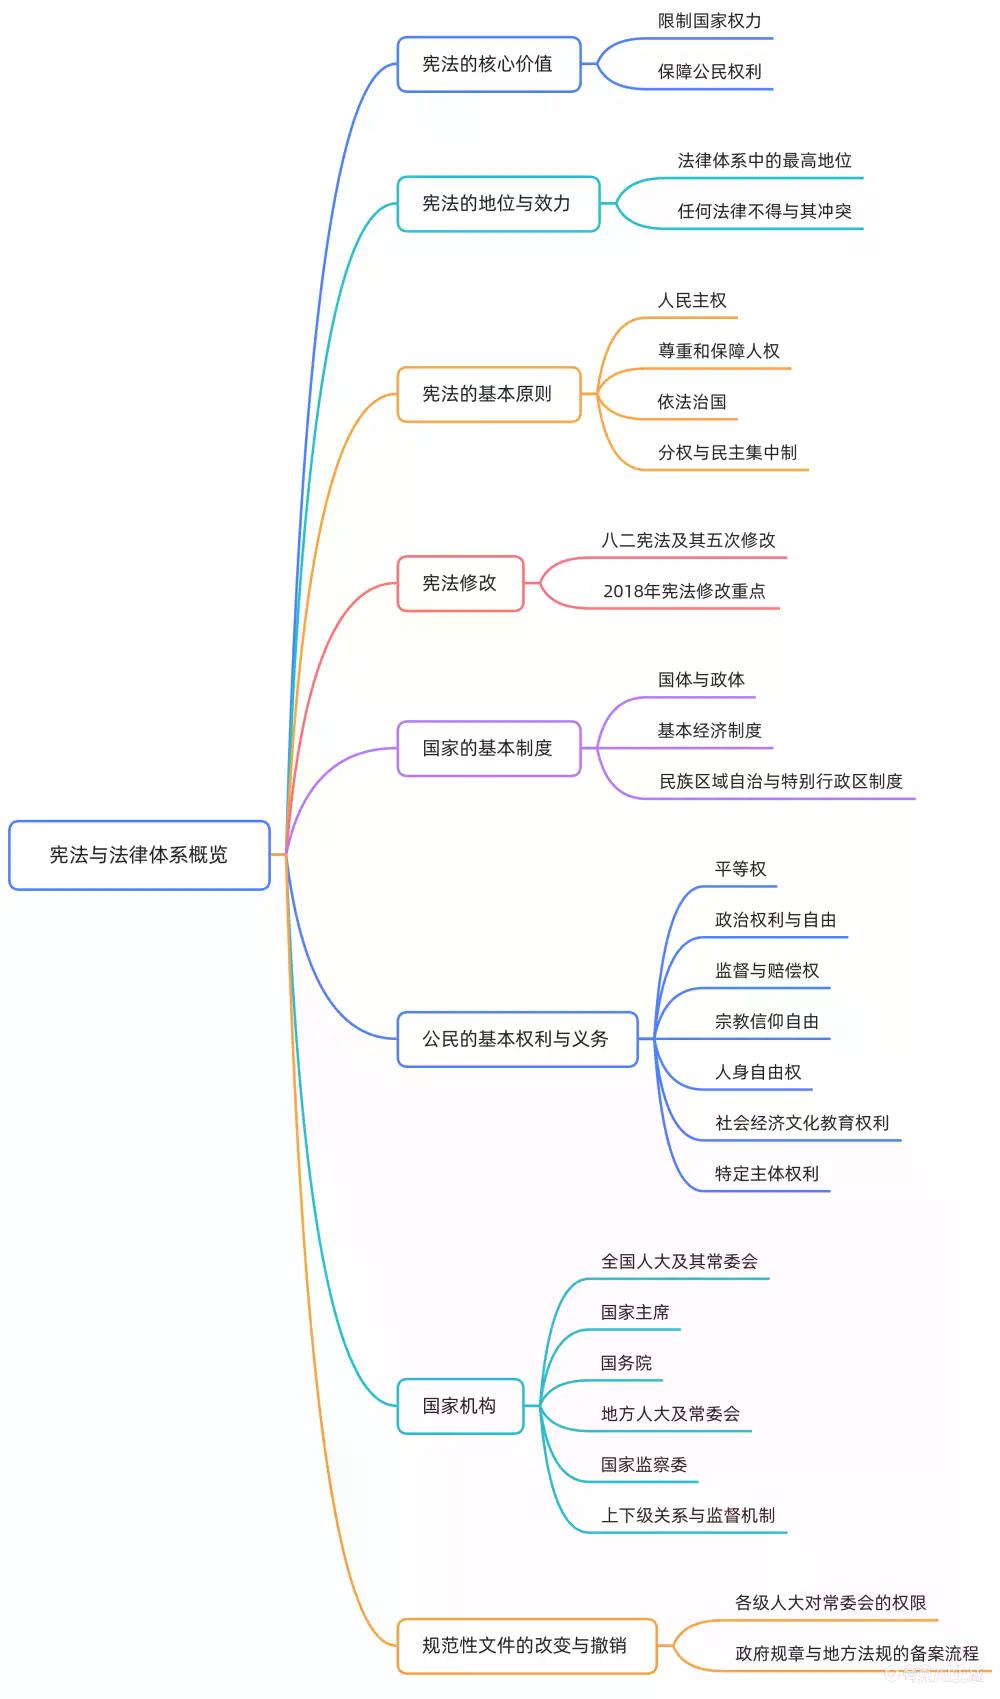 宪法与法律体系概览
宪法的核心价值
限制国家权力
保障公民权利
宪法的地位与效力
法律体系中的最高地位
任何法律不得与其冲突
宪法的基本原则
人民主权
尊重和保障人权
依法治国
分权与民主集中制
宪法修改
八二宪法及其五次修改
2018年宪法修改重点
国家的基本制度
国体与政体
基本经济制度
民族区域自治与特别行政区制度
公民的基本权利与义务
平等权
政治权利与自由
监督与赔偿权
宗教信仰自由
人身自由权
社会经济文化教育权利
特定主体权利
国家机构
全国人大及其常委会
国家主席
国务院
地方人大及常委会
国家监察委
上下级关系与监督机制
规范性文件的改变与撤销
各级人大对常委会的权限
政府规章与地方法规的备案流程